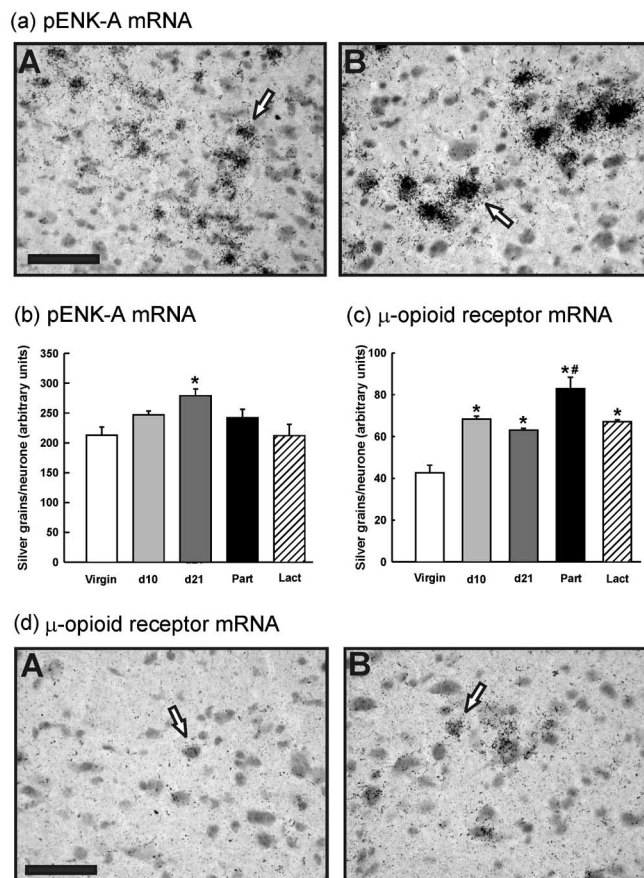 (a) pENK-A mRNA
A
B
(b) pENK-A mRNA
Silver grains/neurone (arbitrary units)
350
300
250
200
150
100
50
0
*
Virgin d10 d21 Part Lact
(c) μ-opioid receptor mRNA
Silver grains/neurone (arbitrary units)
100
80
60
40
20
0
* * *# *
Virgin d10 d21 Part Lact
(d) μ-opioid receptor mRNA
A
B